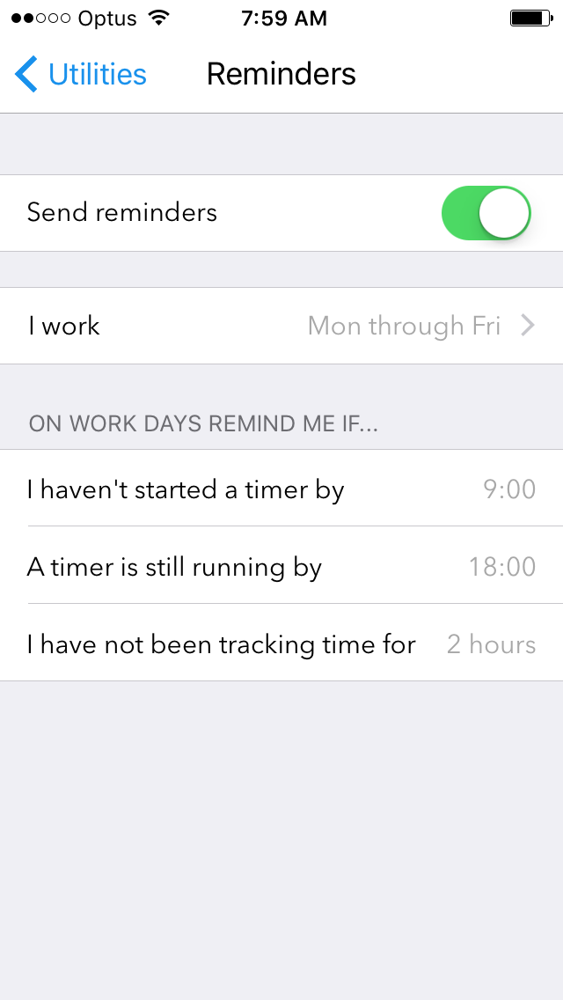 Optus 7:59 AM
Utilities Reminders
Send reminders
I work Mon through Fri
ON WORK DAYS REMIND ME IF...
I haven't started a timer by 9:00
A timer is still running by 18:00
I have not been tracking time for 2 hours